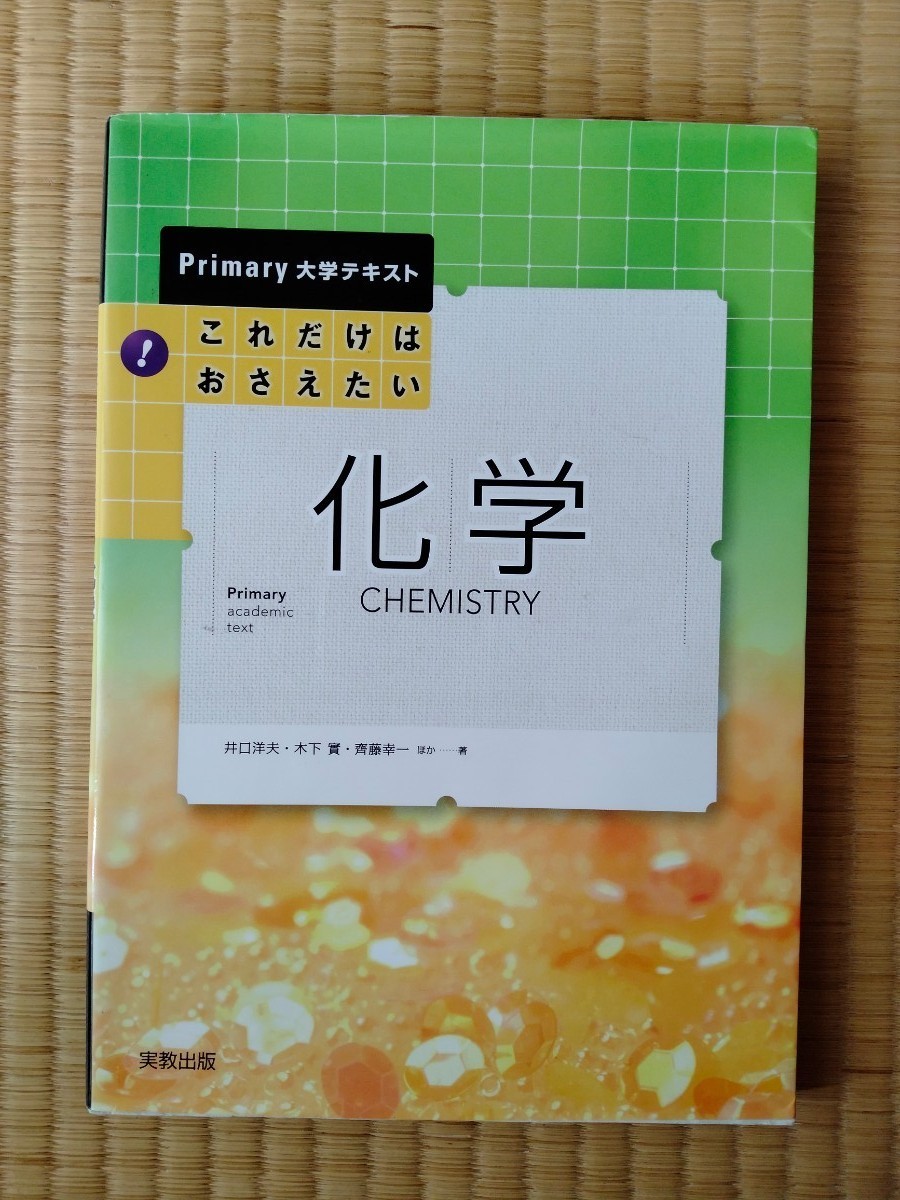 Primary 大学テキスト
!
これだけは
おさえたい
化学
CHEMISTRY
Primary
academic
text
井口洋夫・木下 實・齊藤幸一 ほか……著
実教出版